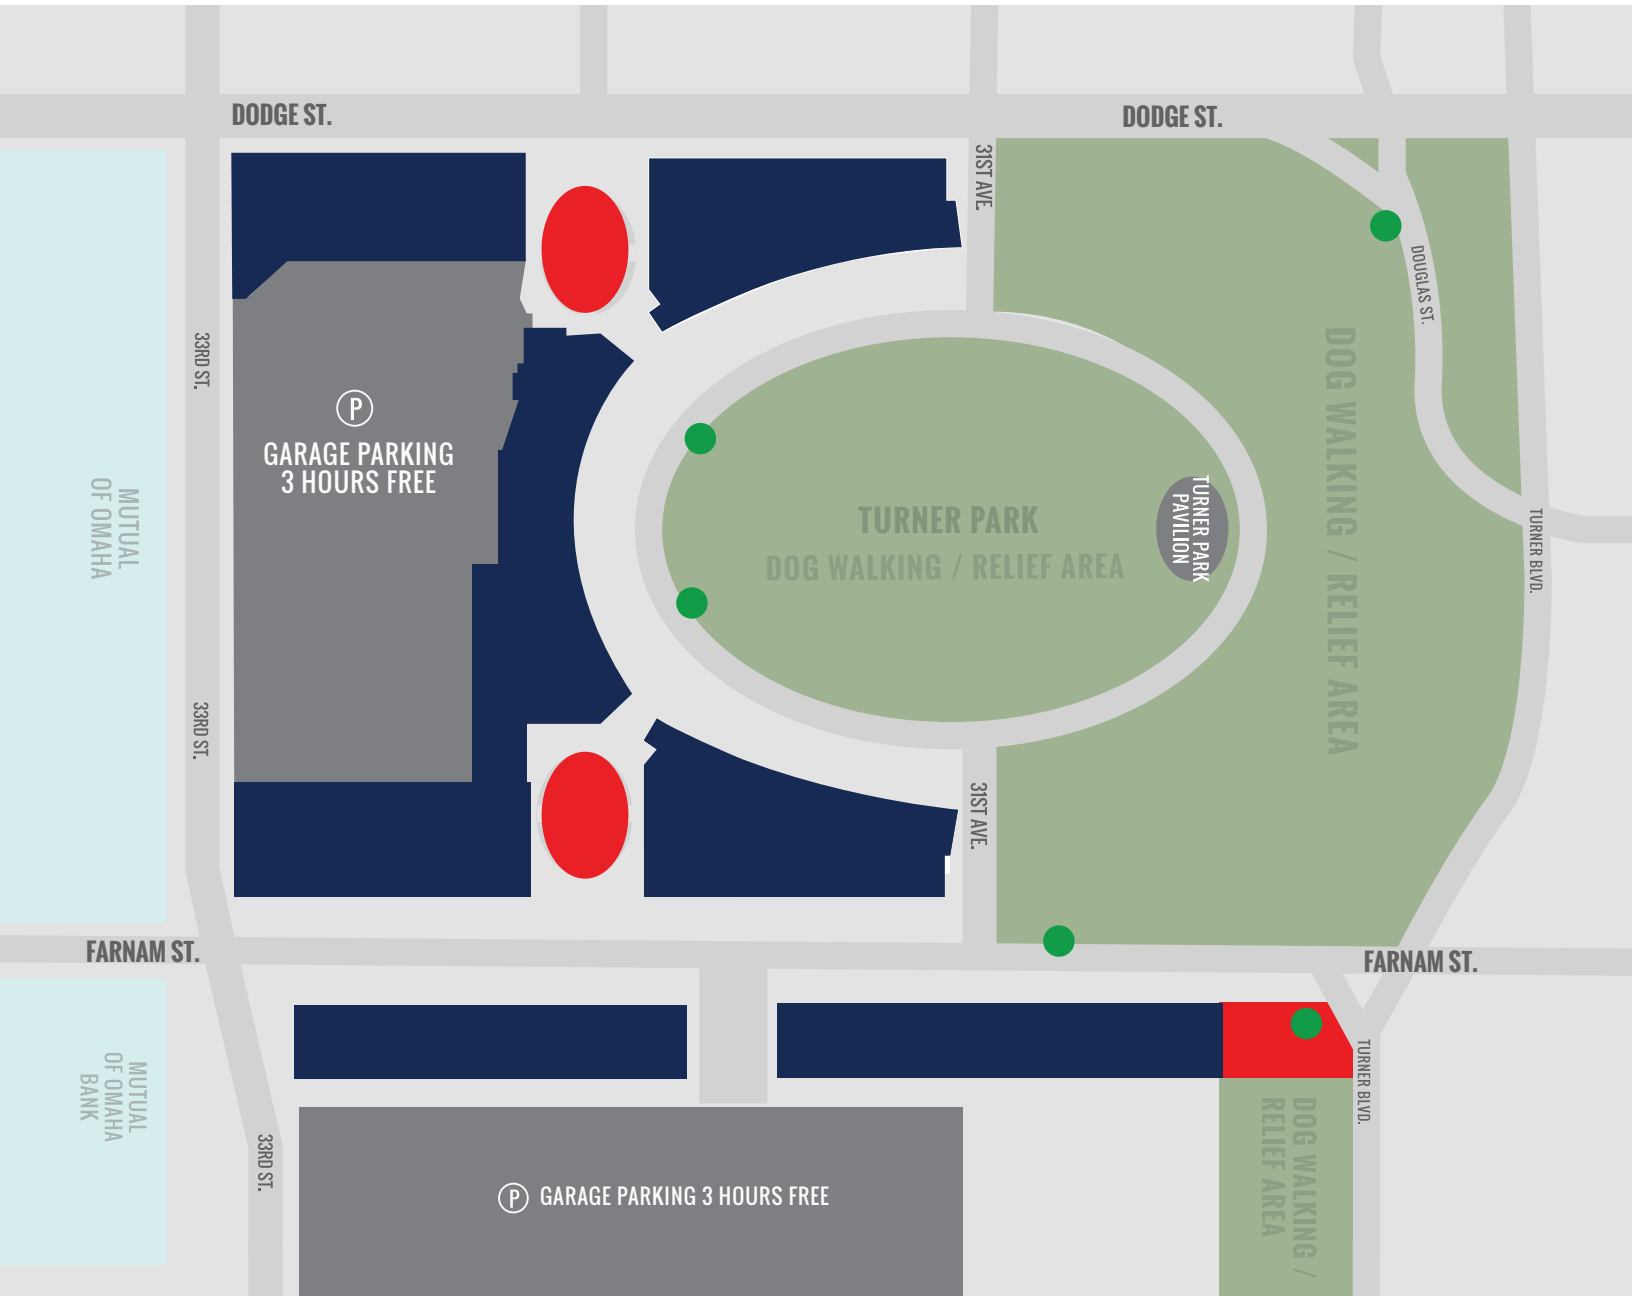 DODGE ST.
DODGE ST.
31ST AVE.
DOUGLAS ST.
33RD ST.
P
GARAGE PARKING
3 HOURS FREE
MUTUAL
OF OMAHA
TURNER PARK
DOG WALKING / RELIEF AREA
TURNER PARK
PAVILION
DOG WALKING / RELIEF AREA
TURNER BLVD.
33RD ST.
31ST AVE.
FARNAM ST.
FARNAM ST.
MUTUAL
OF OMAHA
BANK
33RD ST.
P GARAGE PARKING 3 HOURS FREE
TURNER BLVD.
DOG WALKING /
RELIEF AREA